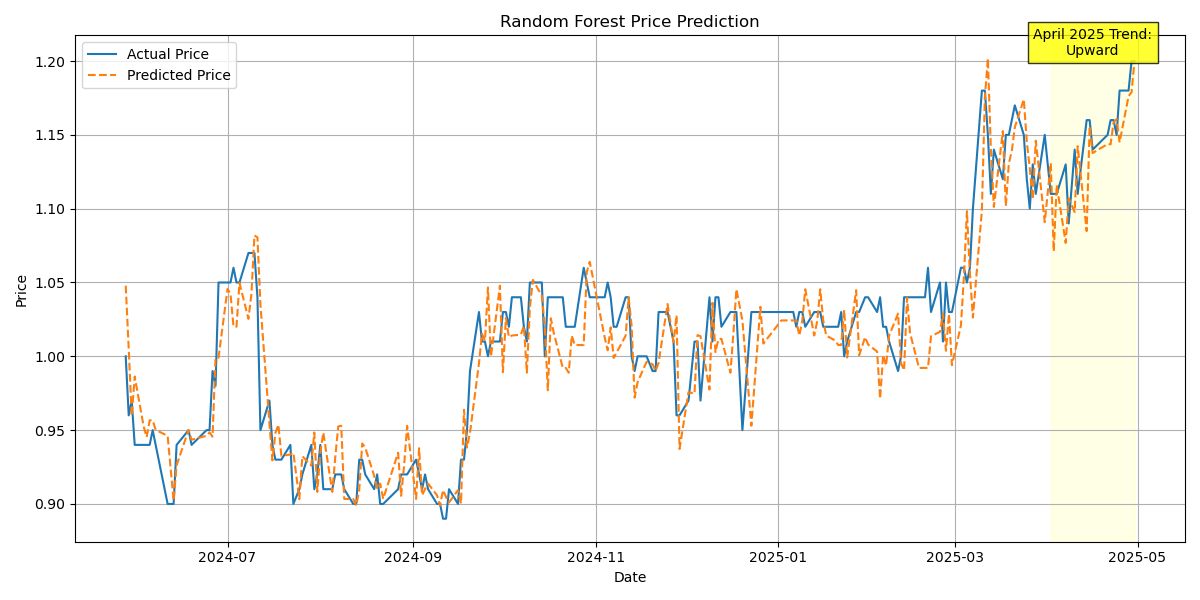 Random Forest Price Prediction
April 2025 Trend:
Upward
Actual Price
Predicted Price
Price
1.20
1.15
1.10
1.05
1.00
0.95
0.90
2024-07
2024-09
2024-11
2025-01
2025-03
2025-05
Date